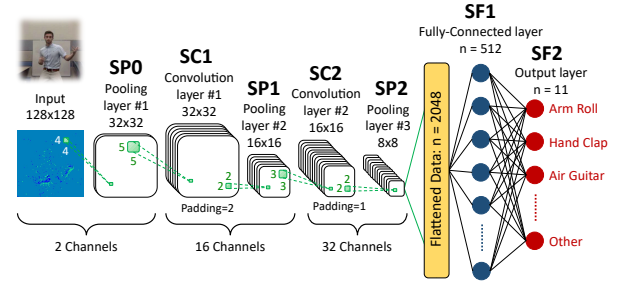 Input
128x128
4
4
2 Channels
SP0
Pooling
layer #1
32x32
5
5
SC1
Convolution
layer #1
32x32
2
2
Padding=2
16 Channels
SP1
Pooling
layer #2
16x16
3
3
SC2
Convolution
layer #2
16x16
2
2
Padding=1
32 Channels
SP2
Pooling
layer #3
8x8
Flattened Data: n = 2048
SF1
Fully-Connected layer
n = 512
SF2
Output layer
n = 11
Arm Roll
Hand Clap
Air Guitar
Other